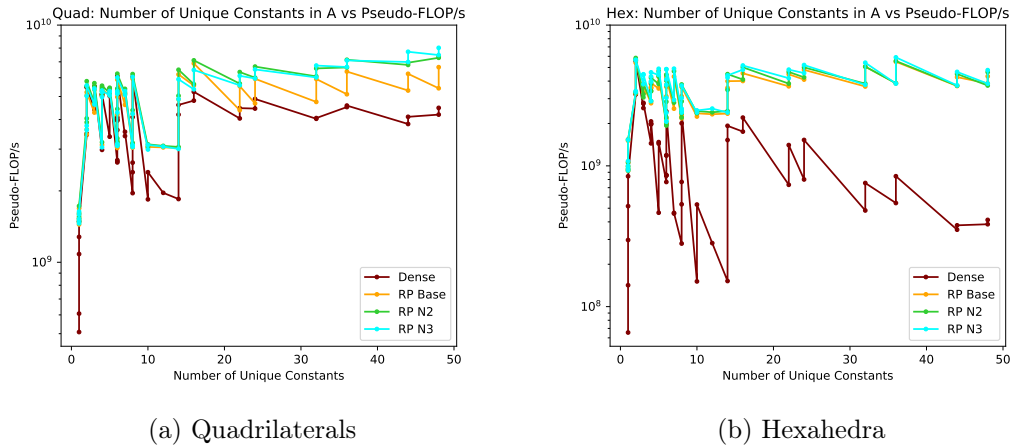 Quad: Number of Unique Constants in A vs Pseudo-FLOP/s
10^10
10^9
Pseudo-FLOP/s
0 10 20 30 40 50
Number of Unique Constants
Dense
RP Base
RP N2
RP N3
(a) Quadrilaterals
Hex: Number of Unique Constants in A vs Pseudo-FLOP/s
10^10
10^9
10^8
Pseudo-FLOP/s
0 10 20 30 40 50
Number of Unique Constants
Dense
RP Base
RP N2
RP N3
(b) Hexahedra